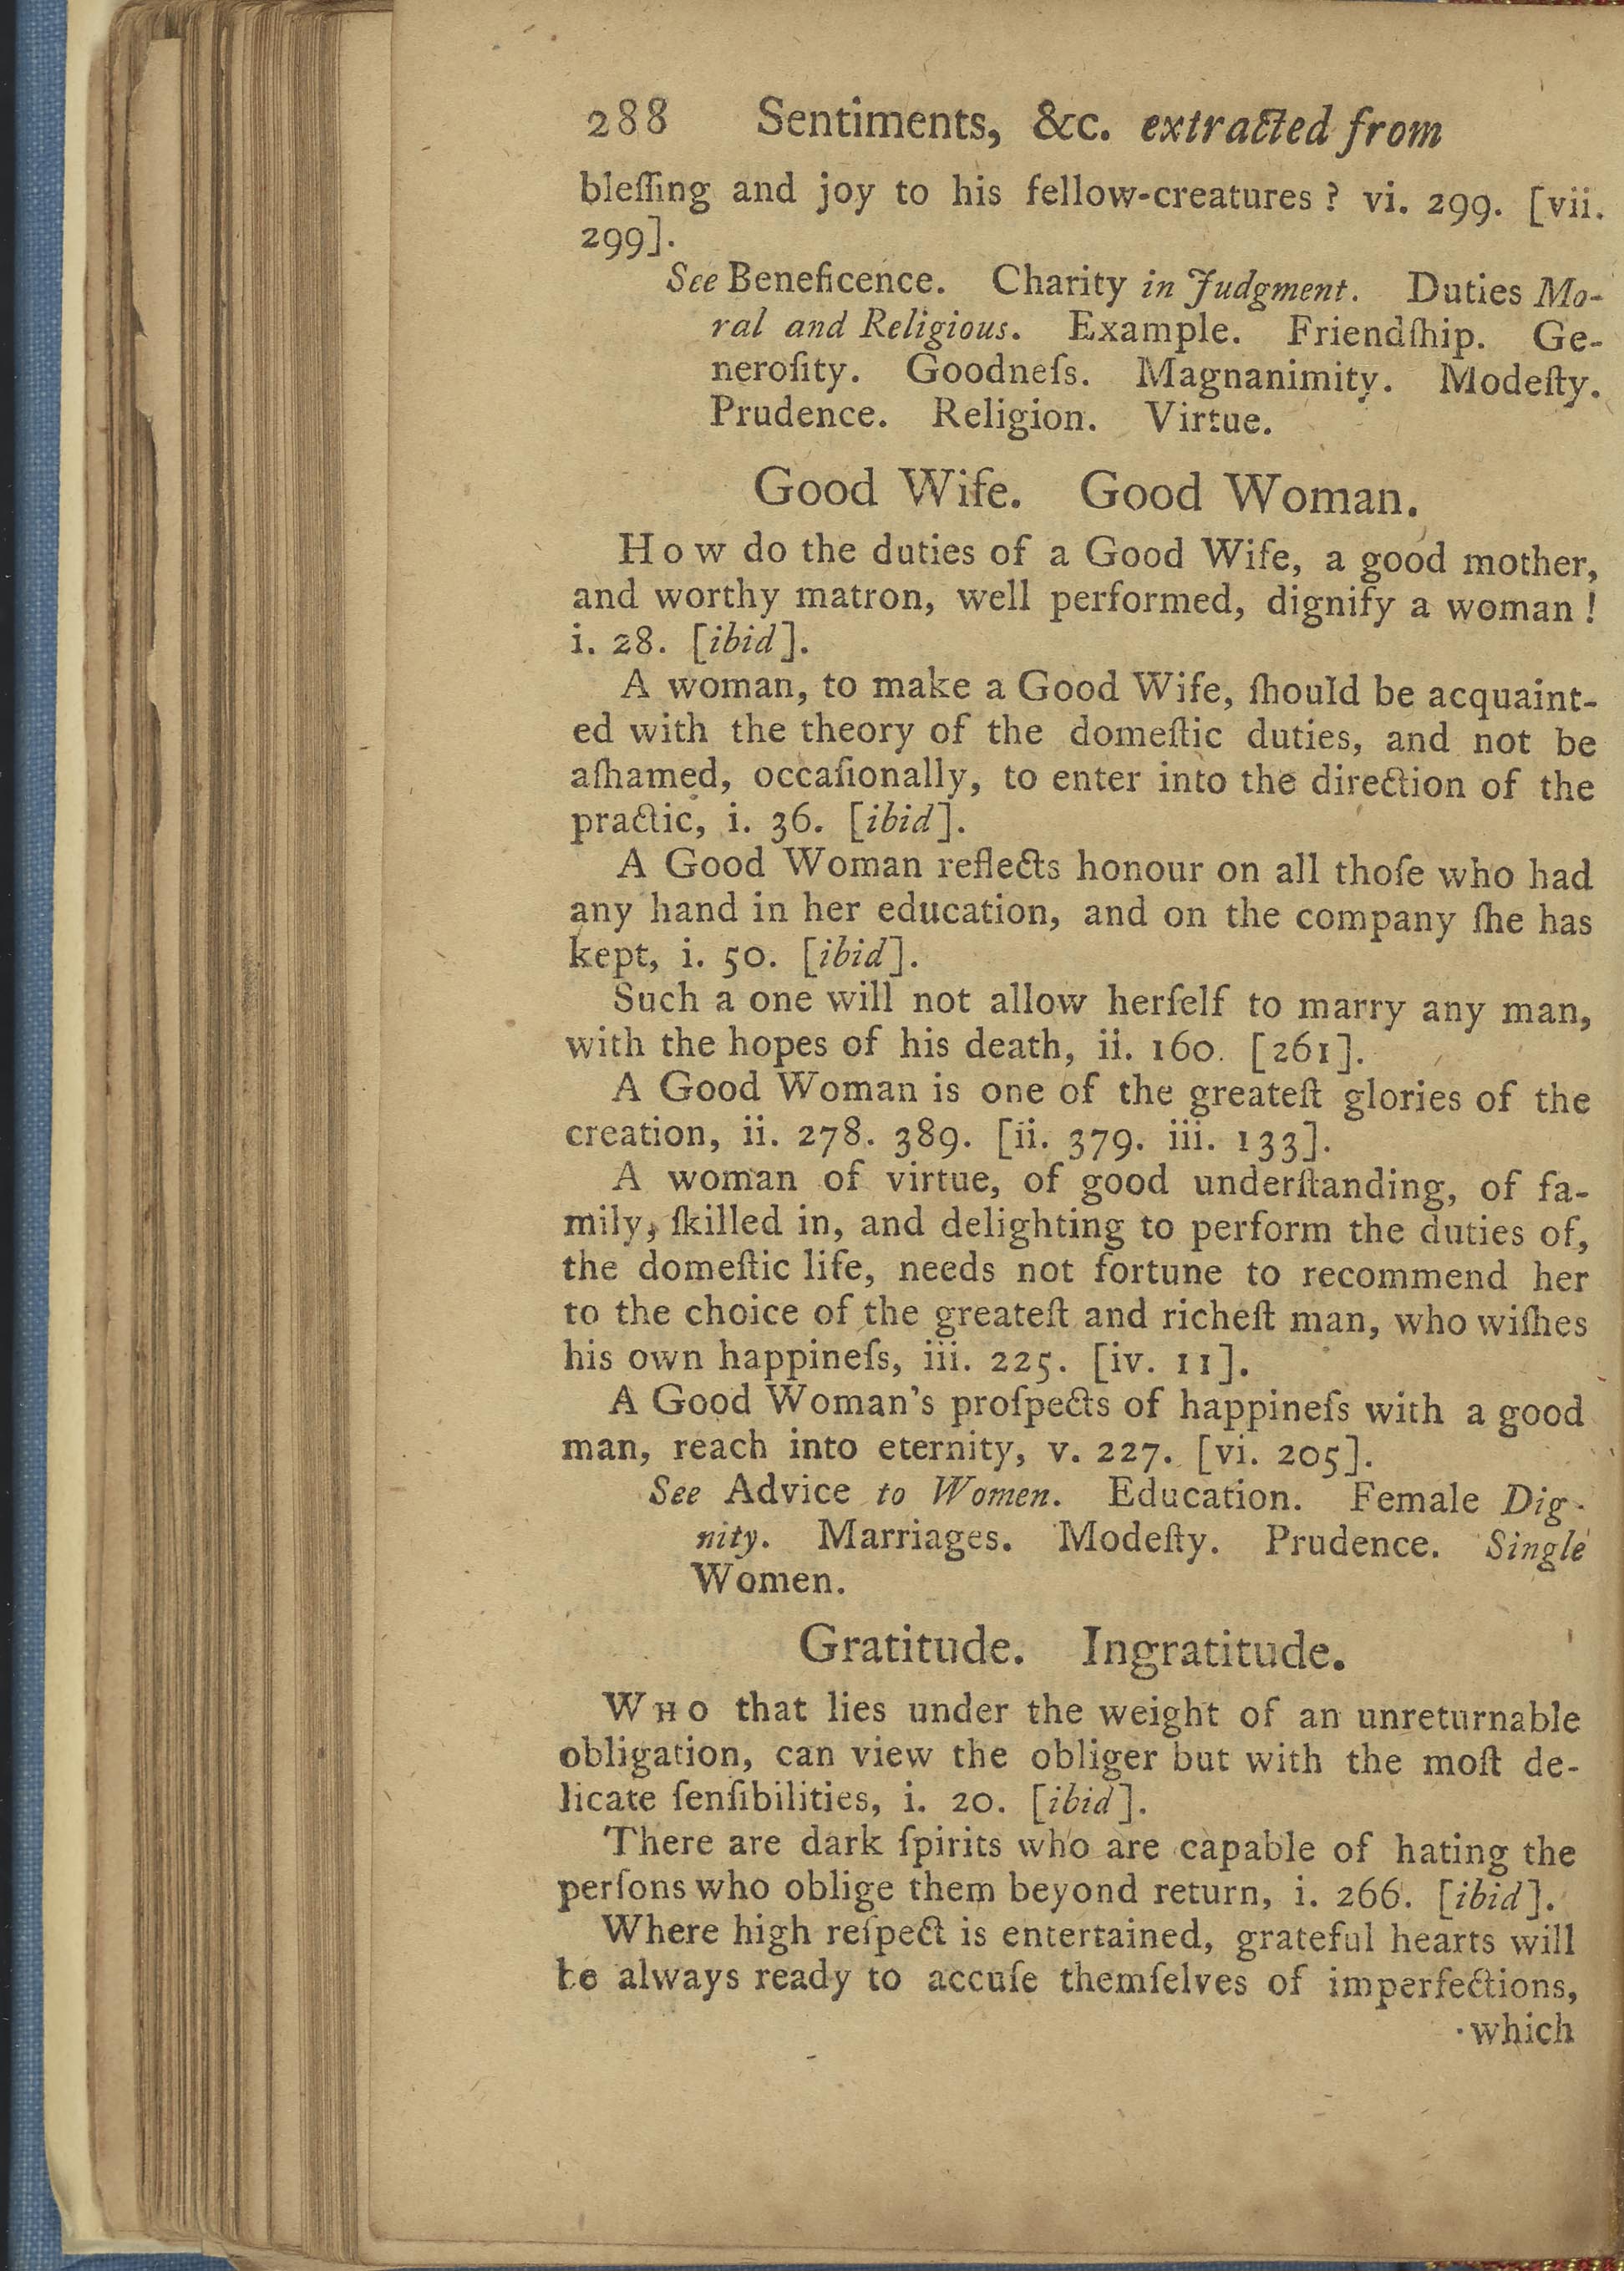 288 Sentiments, &c. extracted from
bleſſing and joy to his fellow-creatures? vi. 299. [vii.
299].
See Beneficence. Charity in Judgment. Duties Mo-
ral and Religious. Example. Friendſhip. Ge-
neroſity. Goodneſs. Magnanimity. Modeſty.
Prudence. Religion. Virtue.
Good Wife. Good Woman.
How do the duties of a Good Wife, a good mother,
and worthy matron, well performed, dignify a woman!
i. 28. [ibid].
A woman, to make a Good Wife, ſhould be acquaint-
ed with the theory of the domeſtic duties, and not be
aſhamed, occaſionally, to enter into the direction of the
practic, i. 36. [ibid].
A Good Woman reflects honour on all thoſe who had
any hand in her education, and on the company ſhe has
kept, i. 50. [ibid].
Such a one will not allow herſelf to marry any man,
with the hopes of his death, ii. 160. [261].
A Good Woman is one of the greateſt glories of the
creation, ii. 278. 389. [ii. 379. iii. 133].
A woman of virtue, of good underſtanding, of fa-
mily, ſkilled in, and delighting to perform the duties of,
the domeſtic life, needs not fortune to recommend her
to the choice of the greateſt and richeſt man, who wiſhes
his own happineſs, iii. 225. [iv. 11].
A Good Woman's proſpects of happineſs with a good
man, reach into eternity, v. 227. [vi. 205].
See Advice to Women. Education. Female Dig-
nity. Marriages. Modeſty. Prudence. Single
Women.
Gratitude. Ingratitude.
WHO that lies under the weight of an unreturnable
obligation, can view the obliger but with the moſt de-
licate ſenſibilities, i. 20. [ibid].
There are dark ſpirits who are capable of hating the
perſons who oblige them beyond return, i. 266. [ibid].
Where high reſpect is entertained, grateful hearts will
be always ready to accuſe themſelves of imperfections,
which